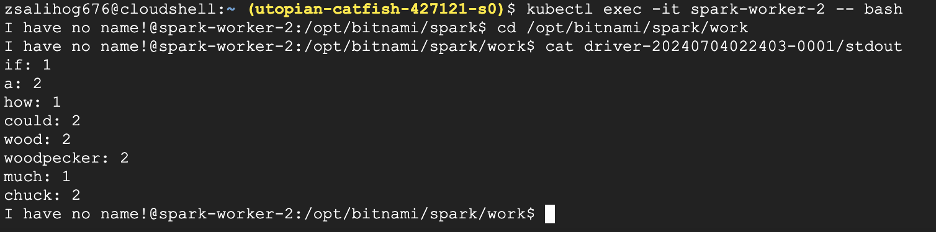 zsalihog676@cloudshell:~ (utopian-catfish-427121-s0)$ kubectl exec -it spark-worker-2 -- bash
I have no name!@spark-worker-2:/opt/bitnami/spark$ cd /opt/bitnami/spark/work
I have no name!@spark-worker-2:/opt/bitnami/spark/work$ cat driver-20240704022403-0001/stdout
if: 1
a: 2
how: 1
could: 2
wood: 2
woodpecker: 2
much: 1
chuck: 2
I have no name!@spark-worker-2:/opt/bitnami/spark/work$